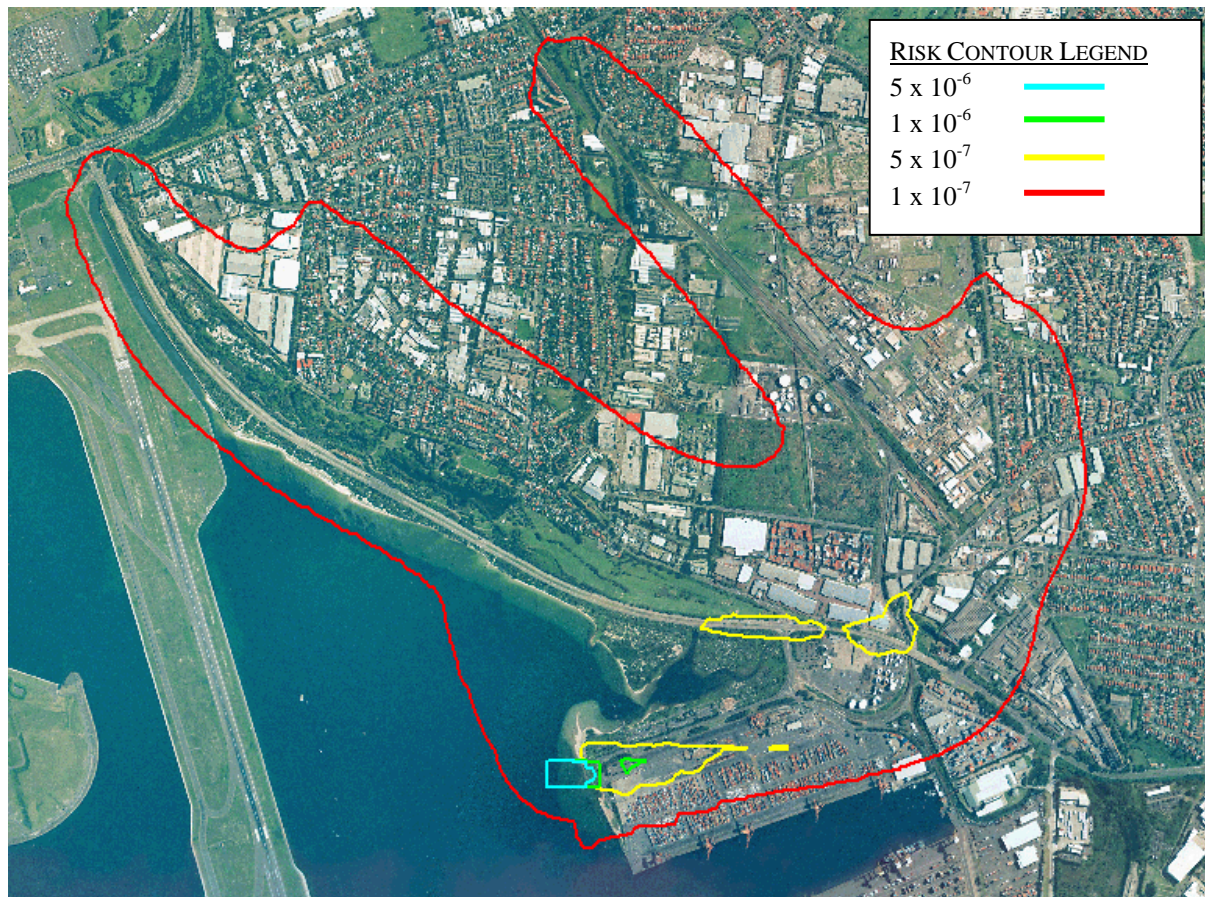 RISK CONTOUR LEGEND
5 x 10⁻⁶
1 x 10⁻⁶
5 x 10⁻⁷
1 x 10⁻⁷